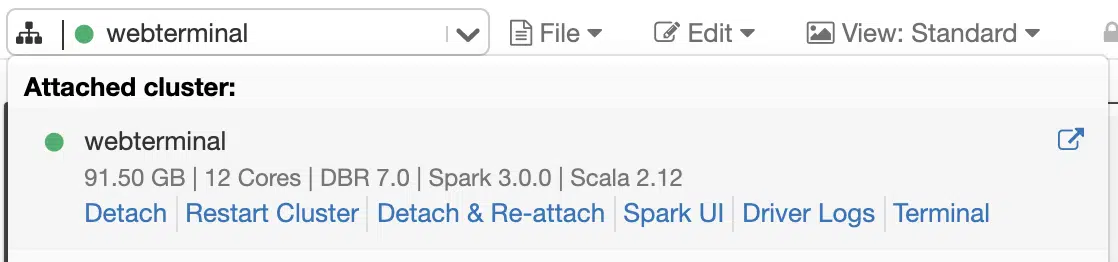 webterminal File Edit View: Standard
Attached cluster:
webterminal
91.50 GB | 12 Cores | DBR 7.0 | Spark 3.0.0 | Scala 2.12
Detach | Restart Cluster | Detach & Re-attach | Spark UI | Driver Logs | Terminal